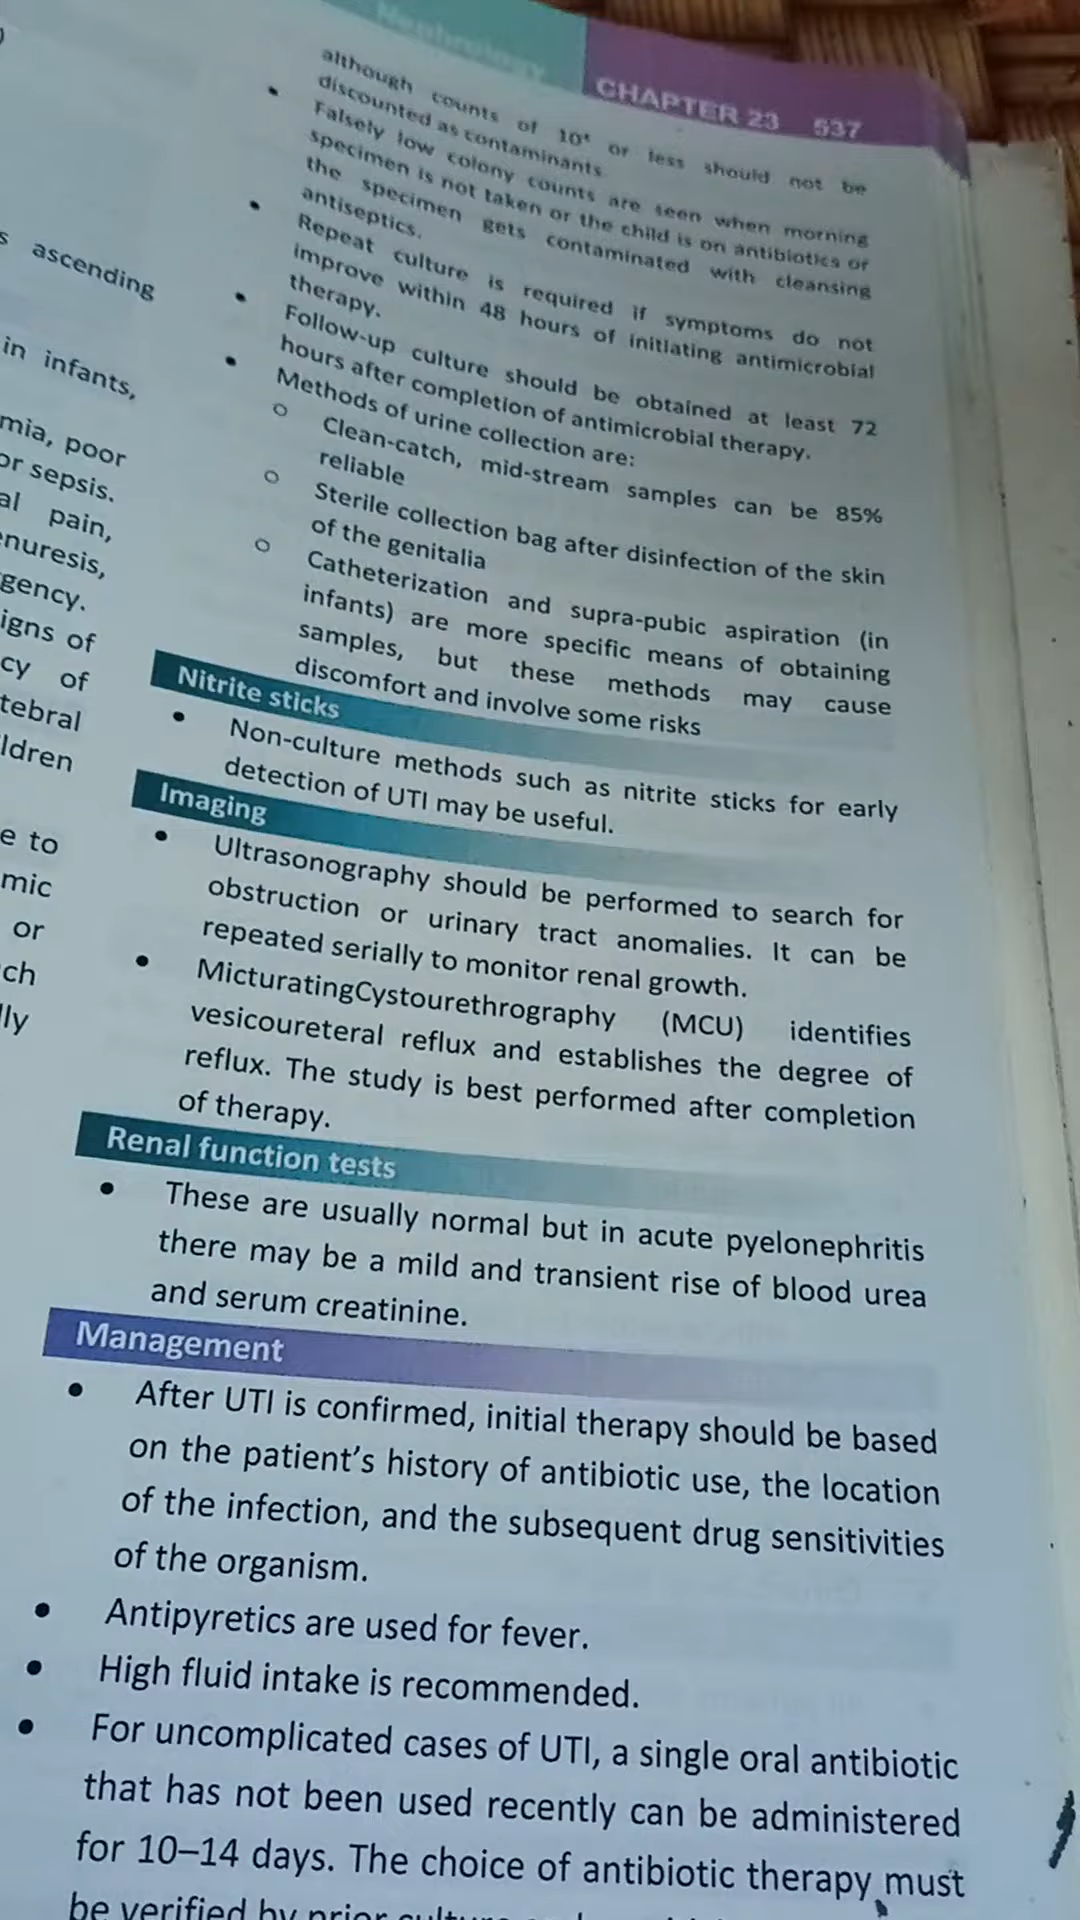 Nephrology
CHAPTER 23 537
although counts of 10⁴ or less should not be
discounted as contaminants
Falsely low colony counts are seen when morning
specimen is not taken or the child is on antibiotics or
the specimen gets contaminated with cleansing
antiseptics.
Repeat culture is required if symptoms do not
improve within 48 hours of initiating antimicrobial
therapy.
Follow-up culture should be obtained at least 72
hours after completion of antimicrobial therapy.
Methods of urine collection are:
Clean-catch, mid-stream samples can be 85%
reliable
Sterile collection bag after disinfection of the skin
of the genitalia
Catheterization and supra-pubic aspiration (in
infants) are more specific means of obtaining
samples, but these methods may cause
discomfort and involve some risks
Nitrite sticks
Non-culture methods such as nitrite sticks for early
detection of UTI may be useful.
Imaging
Ultrasonography should be performed to search for
obstruction or urinary tract anomalies. It can be
repeated serially to monitor renal growth.
MicturatingCystourethrography (MCU) identifies
vesicoureteral reflux and establishes the degree of
reflux. The study is best performed after completion
of therapy.
Renal function tests
These are usually normal but in acute pyelonephritis
there may be a mild and transient rise of blood urea
and serum creatinine.
Management
After UTI is confirmed, initial therapy should be based
on the patient's history of antibiotic use, the location
of the infection, and the subsequent drug sensitivities
of the organism.
Antipyretics are used for fever.
High fluid intake is recommended.
For uncomplicated cases of UTI, a single oral antibiotic
that has not been used recently can be administered
for 10–14 days. The choice of antibiotic therapy must
be verified by prior
ascending
in infants,
poor
or sepsis.
pain,
gency.
of
cy of
ldren
e to
mic
or